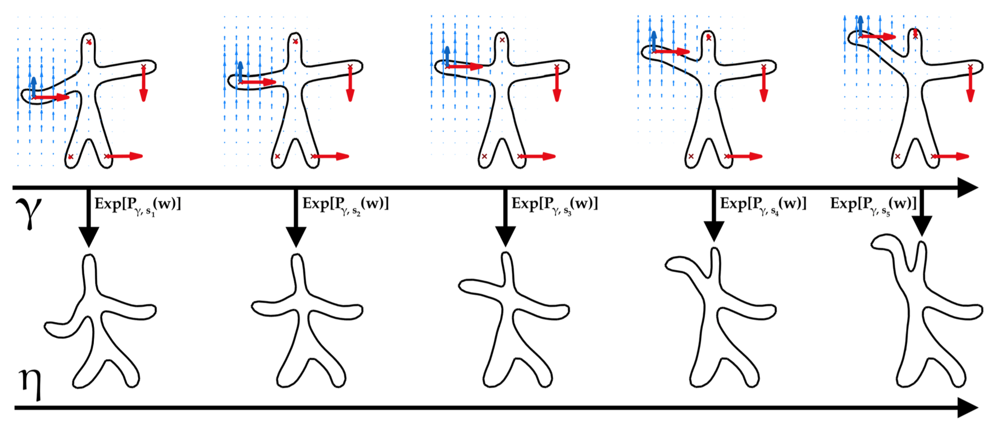 γ
Exp[P_{γ, s_1}(w)]
Exp[P_{γ, s_2}(w)]
Exp[P_{γ, s_3}(w)]
Exp[P_{γ, s_4}(w)]
Exp[P_{γ, s_5}(w)]
η